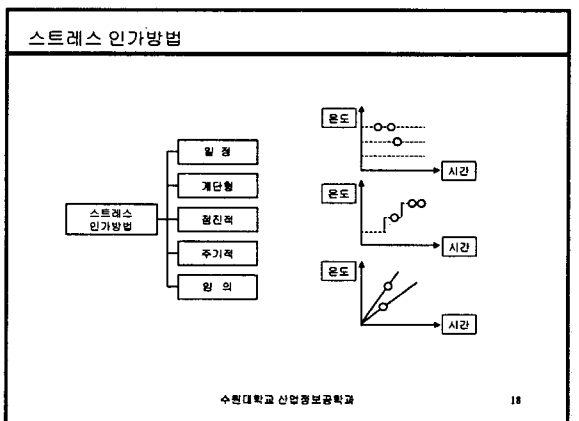 스트레스 인가방법
스트레스
인가방법
일 정
계단형
점진적
주기적
임 의
온도
시간
온도
시간
온도
시간
수원대학교 산업정보공학과
18